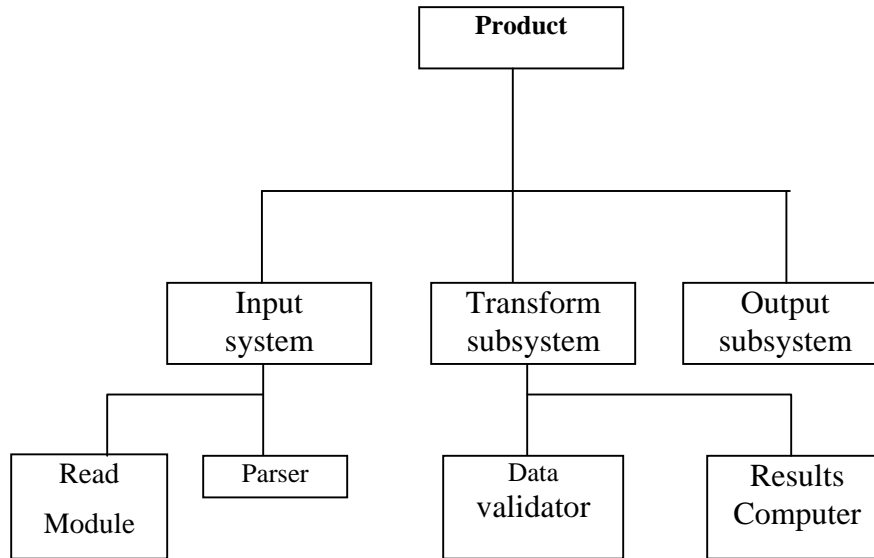 Product
Input
system
Transform
subsystem
Output
subsystem
Read
Module
Parser
Data
validator
Results
Computer